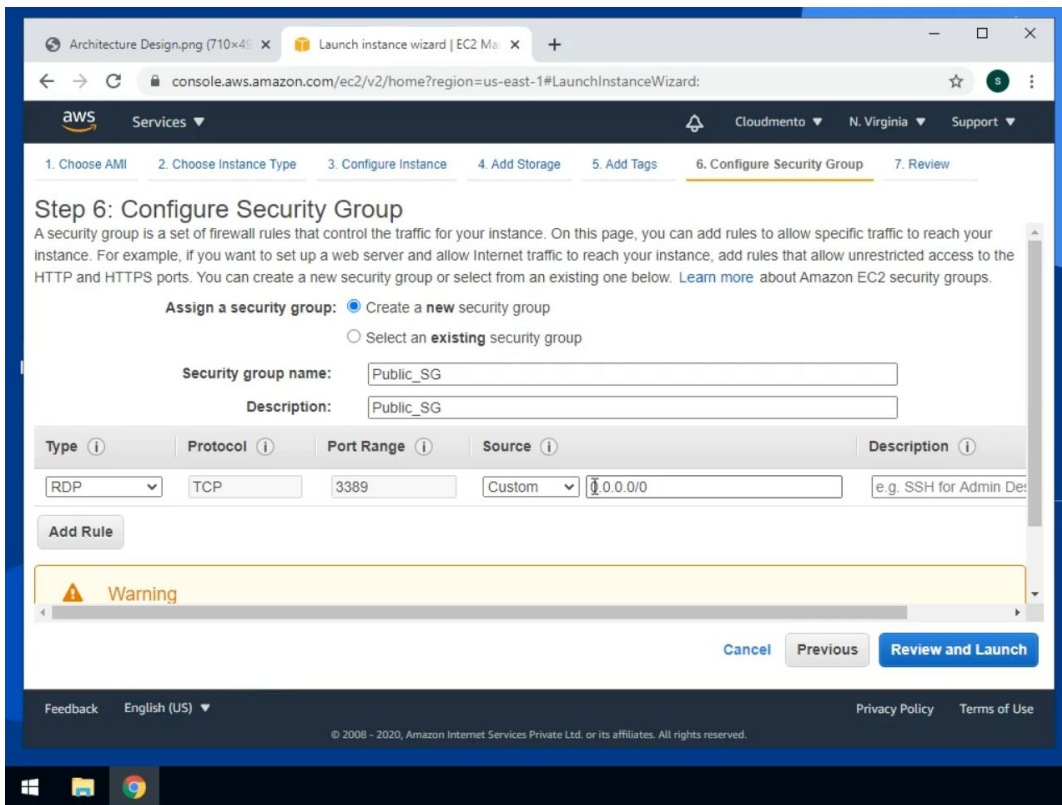 Architecture Design.png (710×49
Launch instance wizard | EC2 Ma
console.aws.amazon.com/ec2/v2/home?region=us-east-1#LaunchInstanceWizard:
S
aws
Services
Cloudmento
N. Virginia
Support
1. Choose AMI
2. Choose Instance Type
3. Configure Instance
4. Add Storage
5. Add Tags
6. Configure Security Group
7. Review
Step 6: Configure Security Group
A security group is a set of firewall rules that control the traffic for your instance. On this page, you can add rules to allow specific traffic to reach your
instance. For example, if you want to set up a web server and allow Internet traffic to reach your instance, add rules that allow unrestricted access to the
HTTP and HTTPS ports. You can create a new security group or select from an existing one below. Learn more about Amazon EC2 security groups.
Assign a security group: Create a new security group
Select an existing security group
Security group name: Public_SG
Description: Public_SG
Type Protocol Port Range Source Description
RDP TCP 3389 Custom 0.0.0.0/0 e.g. SSH for Admin Des
Add Rule
Warning
Cancel Previous Review and Launch
Feedback English (US) Privacy Policy Terms of Use
© 2008 - 2020, Amazon Internet Services Private Ltd. or its affiliates. All rights reserved.